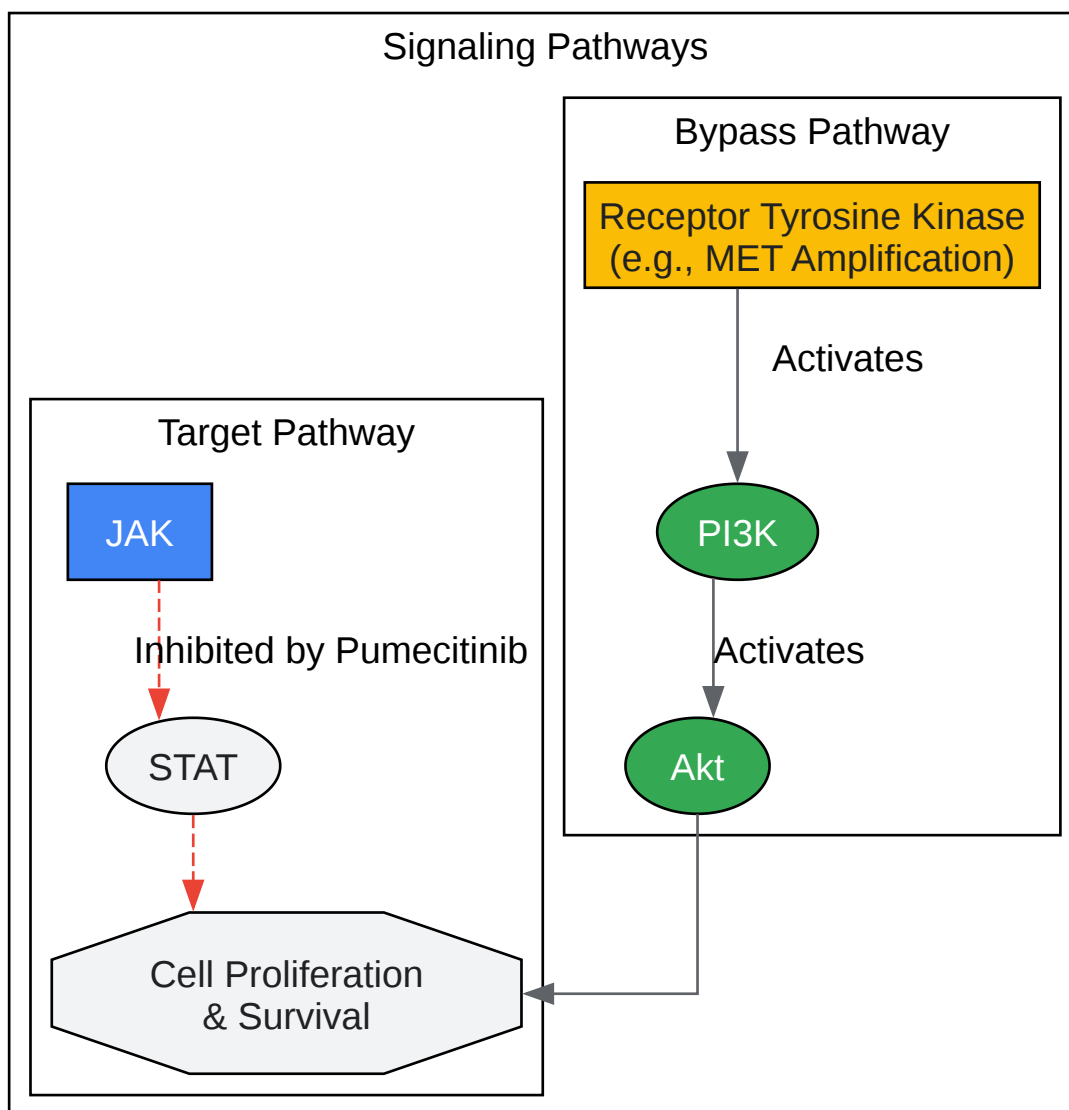 Signaling Pathways
Bypass Pathway
Receptor Tyrosine Kinase
(e.g., MET Amplification)
Activates
Target Pathway
JAK
PI3K
Inhibited by Pumecitinib
Activates
STAT
Akt
Cell Proliferation
& Survival